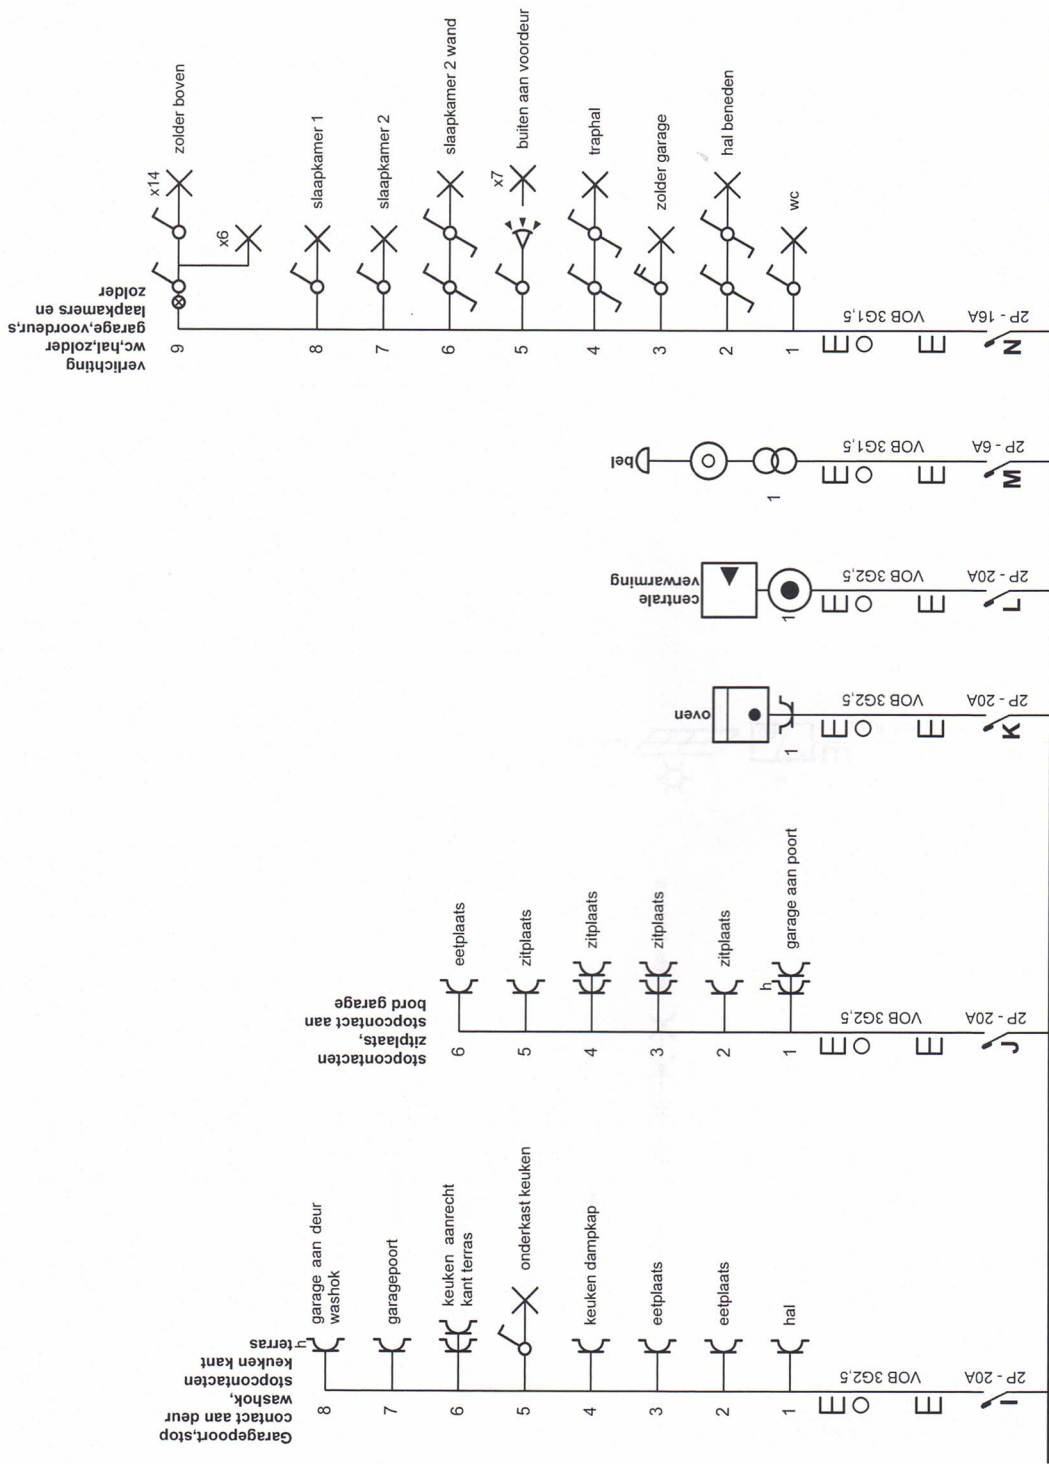 Garagepoort,stop
contact aan deur
washok,
stopcontacten
keuken kant
terras
8
h
garage aan deur
washok
7
garagepoort
6
keuken aanrecht
kant terras
5
onderkast keuken
4
keuken dampkap
3
eetplaats
2
eetplaats
1
hal
VOB 3G2,5
2P - 20A
I
stopcontacten
zitplaats,
stopcontact aan
bord garage
6
eetplaats
5
zitplaats
4
zitplaats
3
zitplaats
2
zitplaats
1
h
garage aan poort
VOB 3G2,5
2P - 20A
J
oven
1
VOB 3G2,5
2P - 20A
K
centrale
verwarming
1
VOB 3G2,5
2P - 20A
L
bel
1
VOB 3G1,5
2P - 6A
M
verlichting
wc,hal,zolder
garage,voordeur,s
laapkamers en
zolder
9
x14
zolder boven
x6
8
slaapkamer 1
7
slaapkamer 2
6
slaapkamer 2 wand
5
x7
buiten aan voordeur
4
traphal
3
zolder garage
2
hal beneden
1
wc
VOB 3G1,5
2P - 16A
N